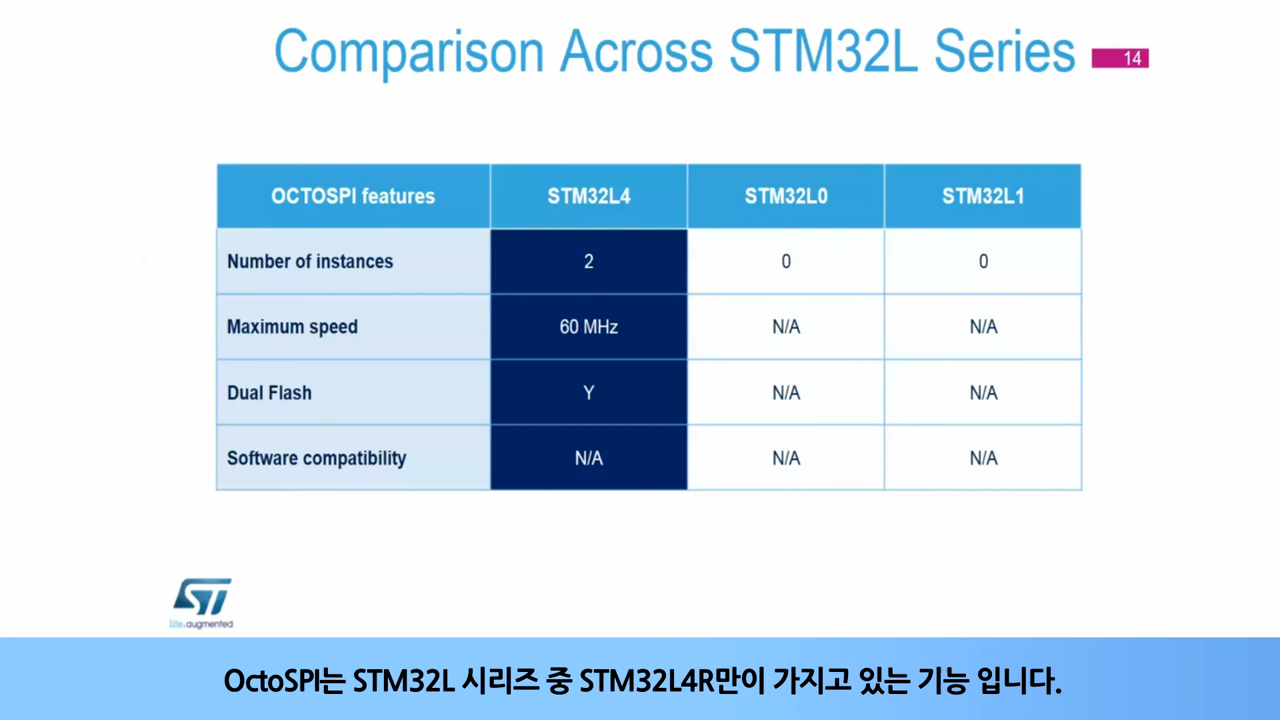 Comparison Across STM32L Series
14
OCTOSPI features STM32L4 STM32L0 STM32L1
Number of instances 2 0 0
Maximum speed 60 MHz N/A N/A
Dual Flash Y N/A N/A
Software compatibility N/A N/A N/A
ST
life.augmented
OctoSPI는 STM32L 시리즈 중 STM32L4R만이 가지고 있는 기능 입니다.